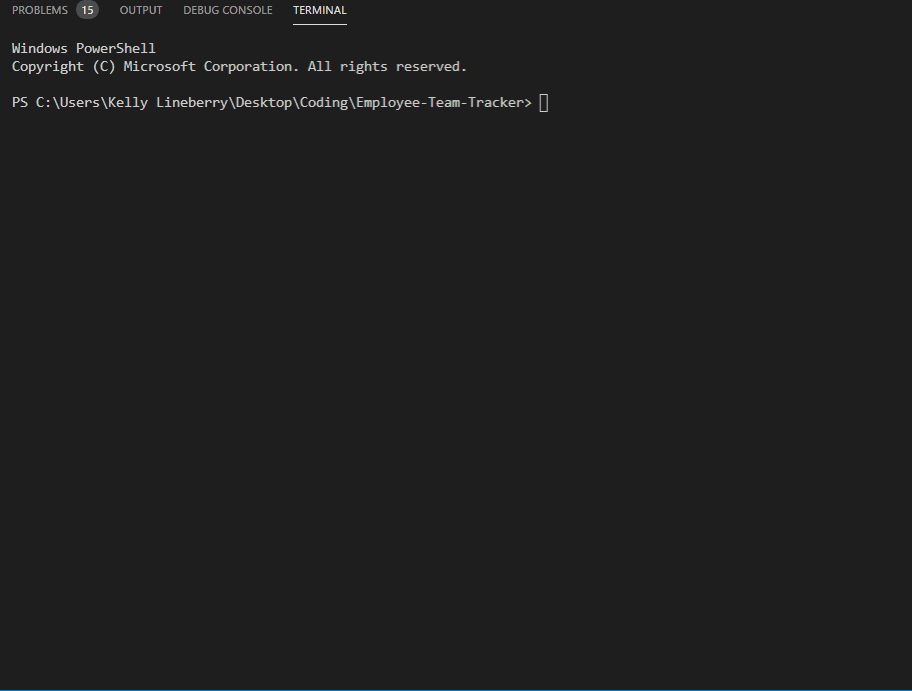 PROBLEMS 15 OUTPUT DEBUG CONSOLE TERMINAL
Windows PowerShell
Copyright (C) Microsoft Corporation. All rights reserved.
PS C:\Users\Kelly Lineberry\Desktop\Coding\Employee-Team-Tracker>